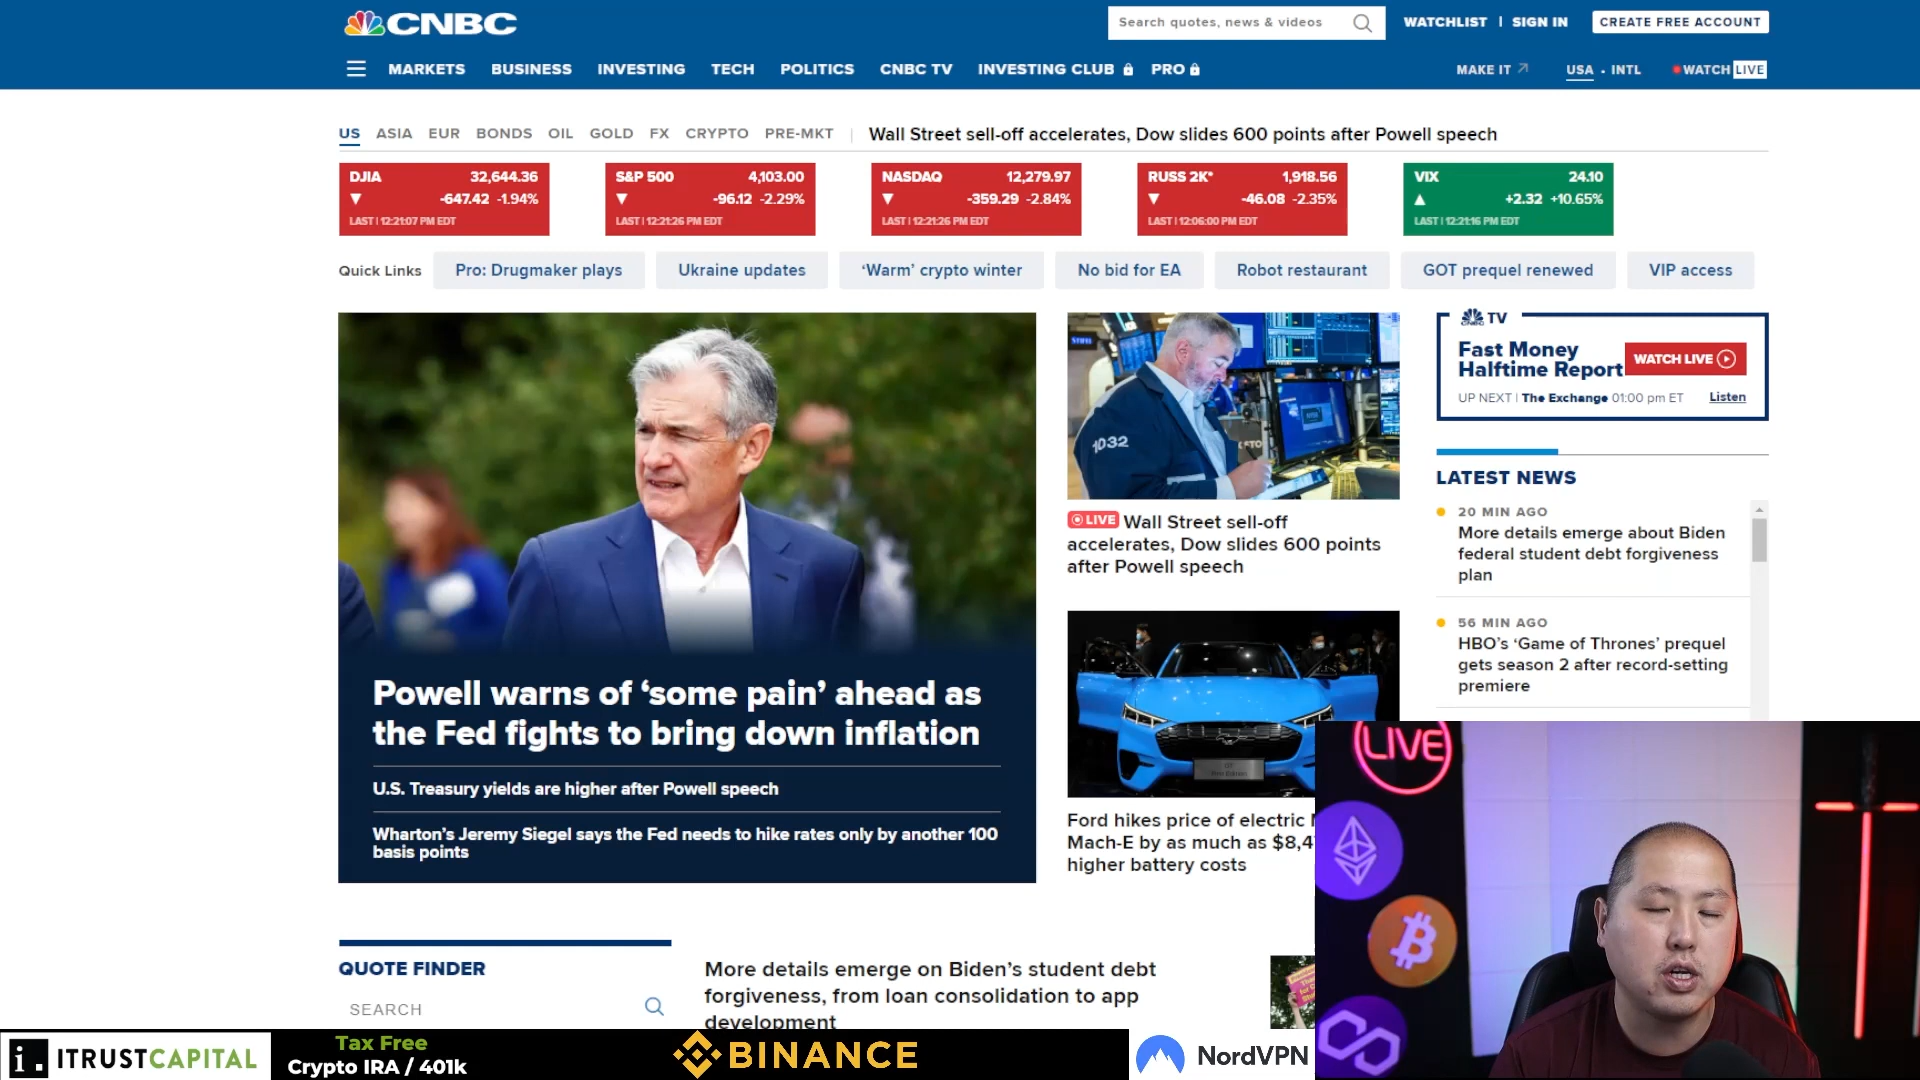 CNBC
Search quotes, news & videos
WATCHLIST | SIGN IN
CREATE FREE ACCOUNT
MARKETS BUSINESS INVESTING TECH POLITICS CNBC TV INVESTING CLUB PRO
MAKE IT
USA • INTL
WATCH LIVE
US ASIA EUR BONDS OIL GOLD FX CRYPTO PRE-MKT
Wall Street sell-off accelerates, Dow slides 600 points after Powell speech
DJIA 32,644.36
-647.42 -1.94%
LAST | 12:21:07 PM EDT
S&P 500 4,103.00
-96.12 -2.29%
LAST | 12:21:26 PM EDT
NASDAQ 12,279.97
-359.29 -2.84%
LAST | 12:21:26 PM EDT
RUSS 2K* 1,918.56
-46.08 -2.35%
LAST | 12:06:00 PM EDT
VIX 24.10
+2.32 +10.65%
LAST | 12:21:16 PM EDT
Quick Links
Pro: Drugmaker plays
Ukraine updates
‘Warm’ crypto winter
No bid for EA
Robot restaurant
GOT prequel renewed
VIP access
Powell warns of ‘some pain’ ahead as
the Fed fights to bring down inflation
U.S. Treasury yields are higher after Powell speech
Wharton’s Jeremy Siegel says the Fed needs to hike rates only by another 100
basis points
1032
LIVE Wall Street sell-off
accelerates, Dow slides 600 points
after Powell speech
Ford hikes price of electric
Mach-E by as much as $8,4
higher battery costs
CNBC TV
Fast Money
Halftime Report
WATCH LIVE
UP NEXT | The Exchange 01:00 pm ET
Listen
LATEST NEWS
20 MIN AGO
More details emerge about Biden
federal student debt forgiveness
plan
56 MIN AGO
HBO’s ‘Game of Thrones’ prequel
gets season 2 after record-setting
premiere
LIVE
QUOTE FINDER
SEARCH
More details emerge on Biden’s student debt
forgiveness, from loan consolidation to app
development
i. ITRUSTCAPITAL
Tax Free
Crypto IRA / 401k
BINANCE
NordVPN